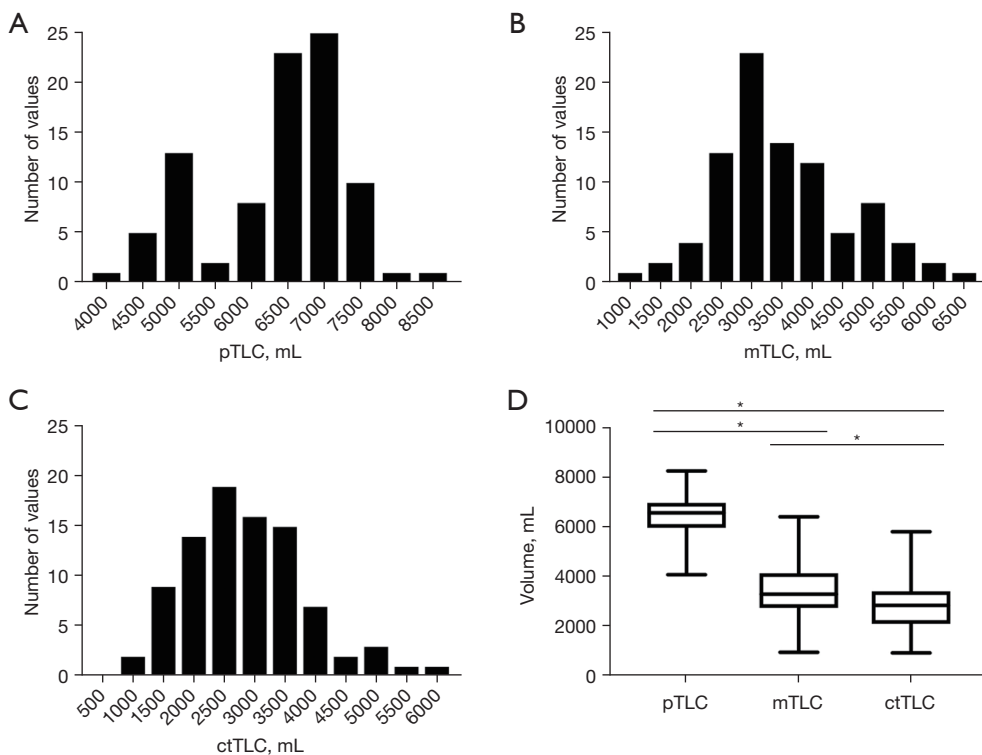 A
Number of values
25
20
15
10
5
0
4000 4500 5000 5500 6000 6500 7000 7500 8000 8500
pTLC, mL
B
Number of values
25
20
15
10
5
0
1000 1500 2000 2500 3000 3500 4000 4500 5000 5500 6000 6500
mTLC, mL
C
Number of values
25
20
15
10
5
0
500 1000 1500 2000 2500 3000 3500 4000 4500 5000 5500 6000
ctTLC, mL
D
Volume, mL
*
*
*
10000
8000
6000
4000
2000
0
pTLC mTLC ctTLC